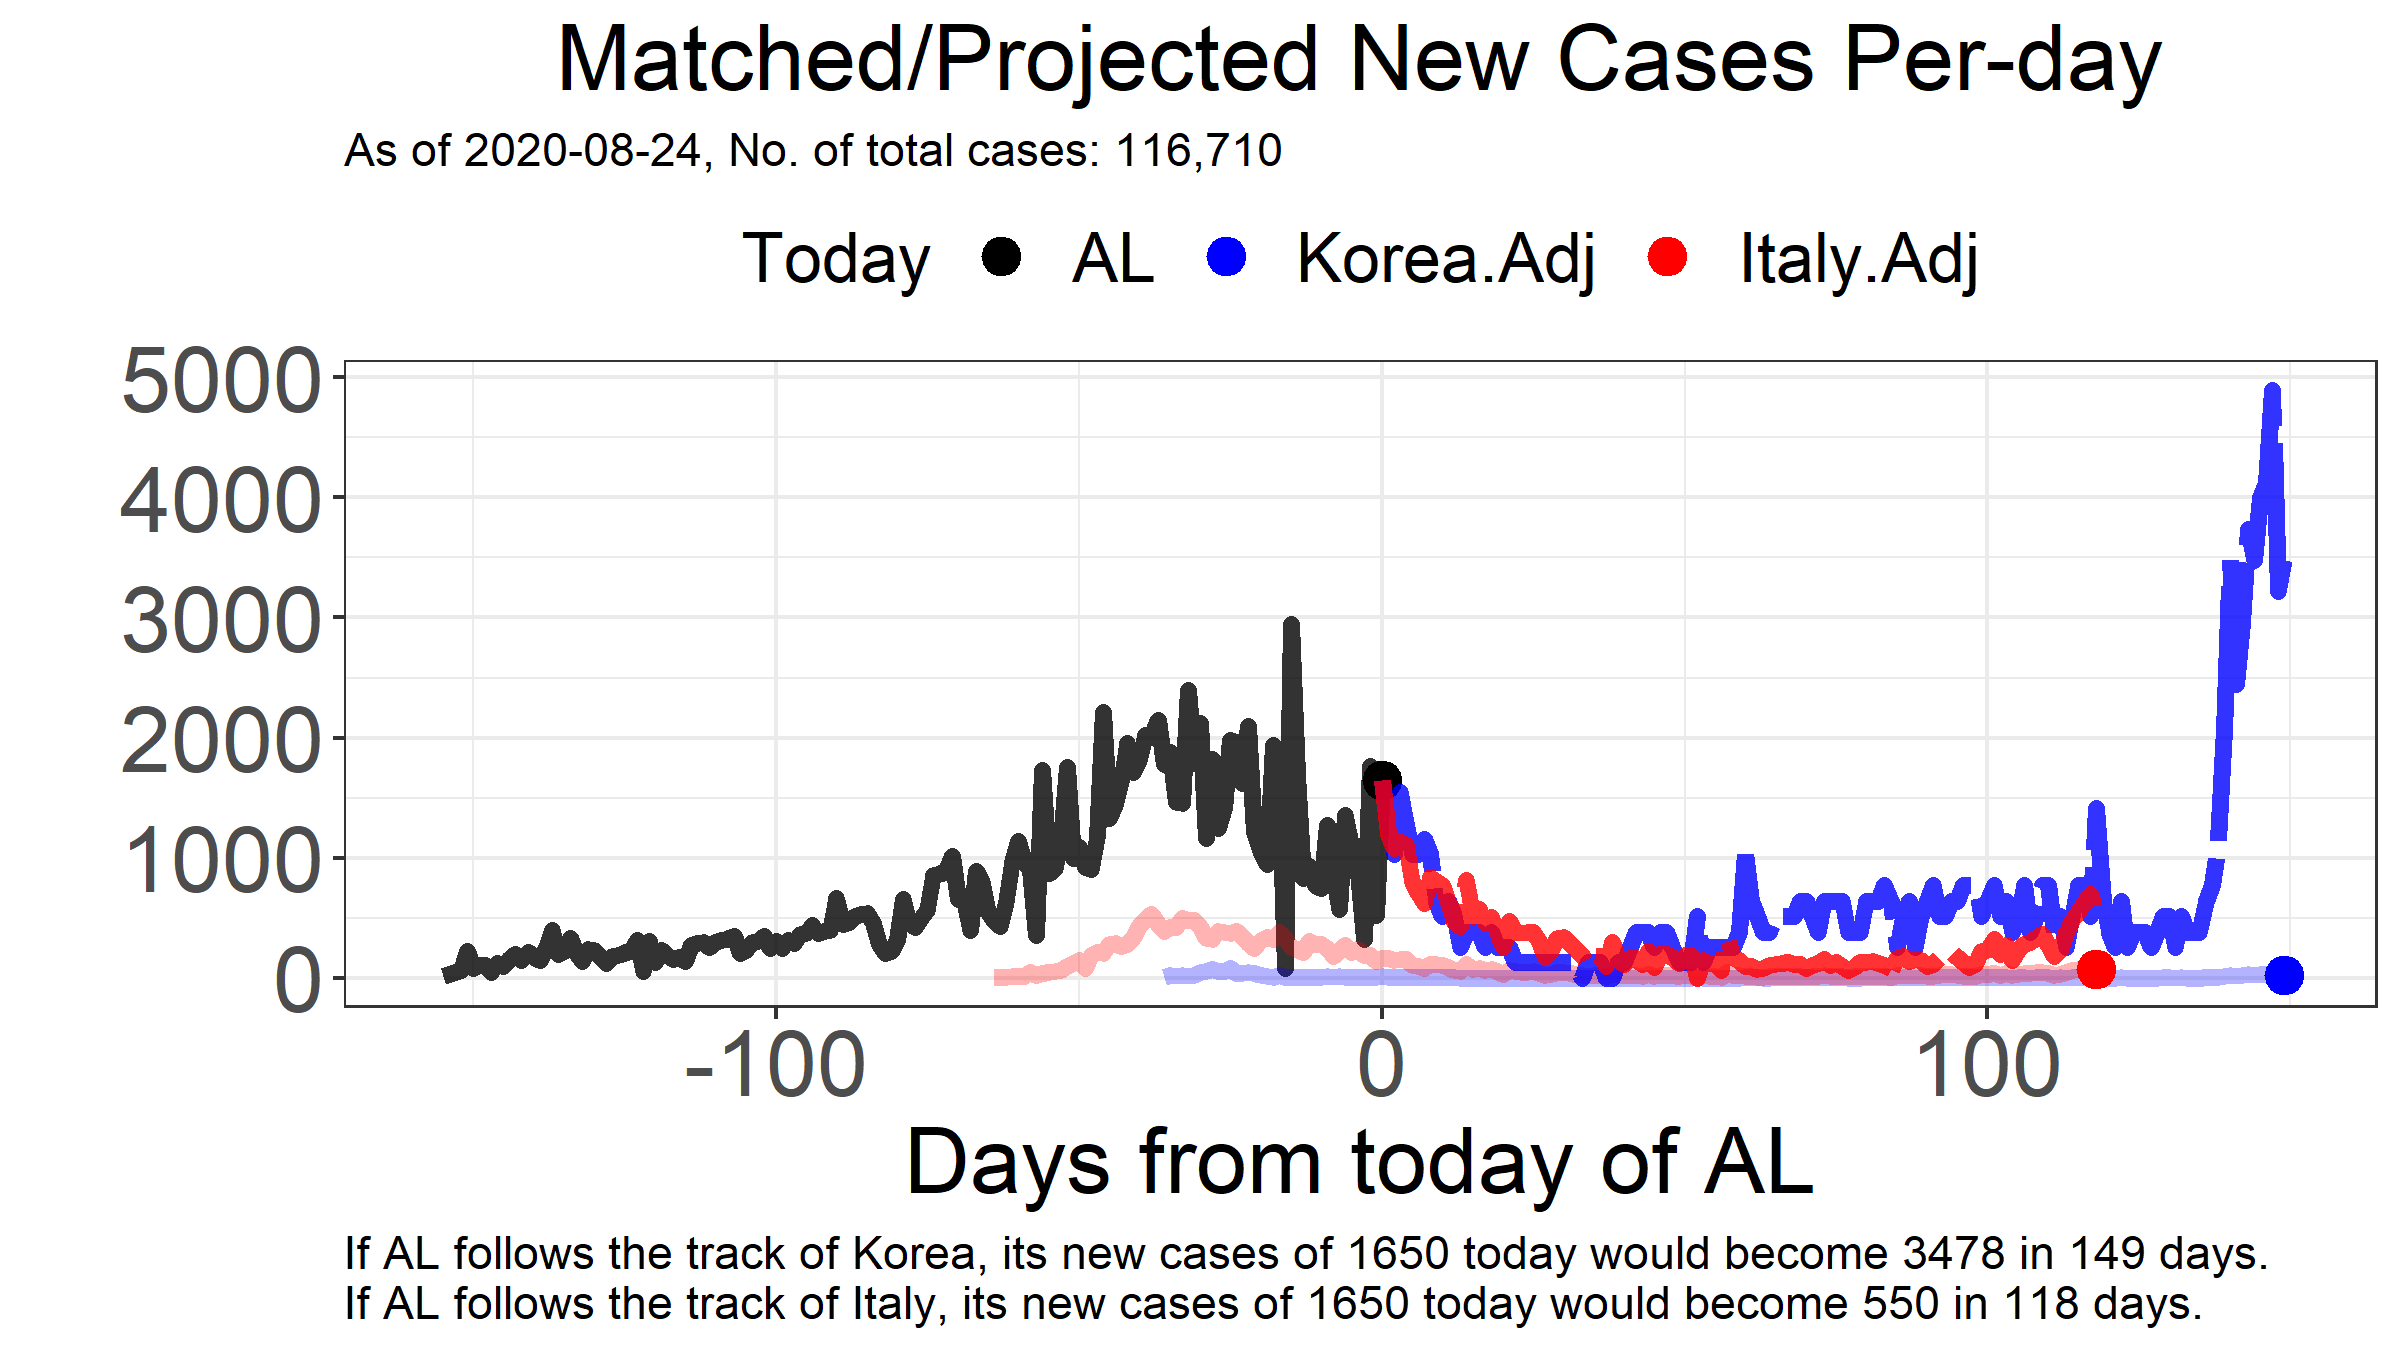 Matched/Projected New Cases Per-day
As of 2020-08-24, No. of total cases: 116,710
Today AL Korea.Adj Italy.Adj
5000
4000
3000
2000
1000
0
-100 0 100
Days from today of AL
If AL follows the track of Korea, its new cases of 1650 today would become 3478 in 149 days.
If AL follows the track of Italy, its new cases of 1650 today would become 550 in 118 days.